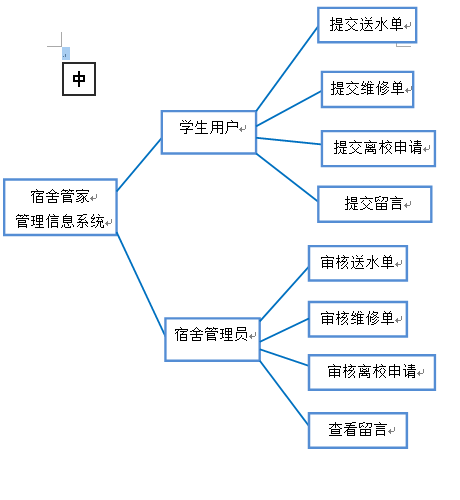 中
宿舍管家
管理信息系统
学生用户
提交送水单
提交维修单
提交离校申请
提交留言
宿舍管理员
审核送水单
审核维修单
审核离校申请
查看留言